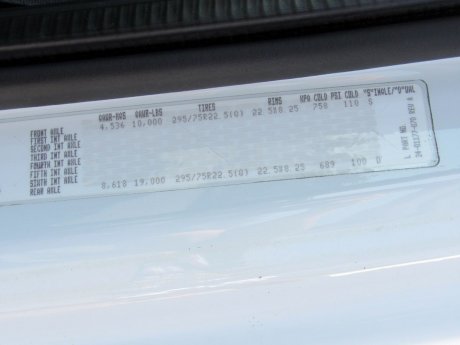 GAWR-KGS GAWR-LBS TIRES RIMS KPA COLD PSI COLD "S"INGLE/"D"UAL
FRONT AXLE 4,536 10,000 295/75R22.5(G) 22.5X8.25 758 110 S
FIRST INT AXLE
SECOND INT AXLE
THIRD INT AXLE
FOURTH INT AXLE
FIFTH INT AXLE
SIXTH INT AXLE
REAR AXLE 8,618 19,000 295/75R22.5(G) 22.5X8.25 689 100 D
PART NO.
REV A